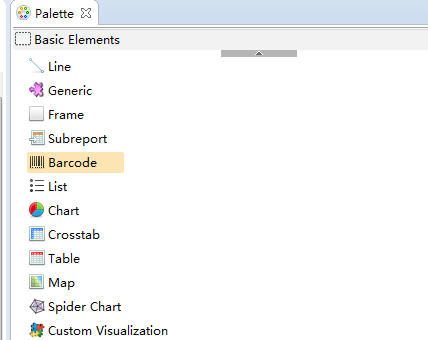 Palette
Basic Elements
Line
Generic
Frame
Subreport
Barcode
List
Chart
Crosstab
Table
Map
Spider Chart
Custom Visualization